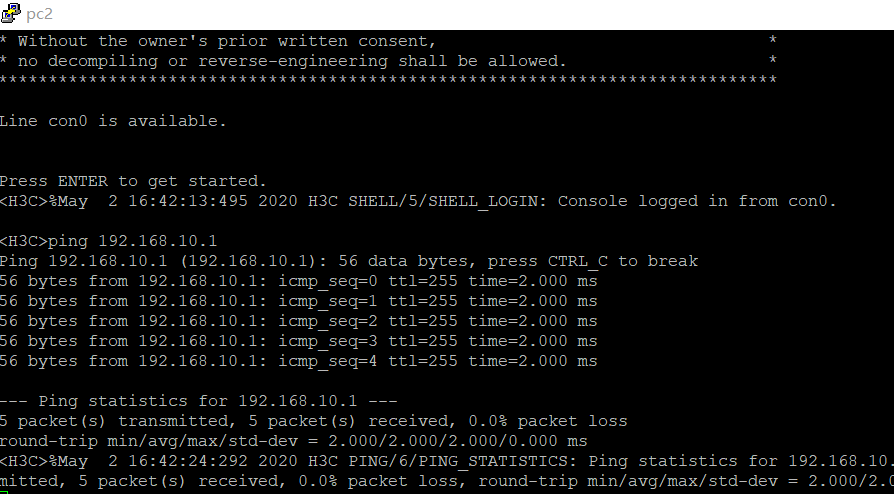 pc2
* Without the owner's prior written consent, *
* no decompiling or reverse-engineering shall be allowed. *
******************************************************************************
Line con0 is available.
Press ENTER to get started.
<H3C>%May  2 16:42:13:495 2020 H3C SHELL/5/SHELL_LOGIN: Console logged in from con0.
<H3C>ping 192.168.10.1
Ping 192.168.10.1 (192.168.10.1): 56 data bytes, press CTRL_C to break
56 bytes from 192.168.10.1: icmp_seq=0 ttl=255 time=2.000 ms
56 bytes from 192.168.10.1: icmp_seq=1 ttl=255 time=2.000 ms
56 bytes from 192.168.10.1: icmp_seq=2 ttl=255 time=2.000 ms
56 bytes from 192.168.10.1: icmp_seq=3 ttl=255 time=2.000 ms
56 bytes from 192.168.10.1: icmp_seq=4 ttl=255 time=2.000 ms
--- Ping statistics for 192.168.10.1 ---
5 packet(s) transmitted, 5 packet(s) received, 0.0% packet loss
round-trip min/avg/max/std-dev = 2.000/2.000/2.000/0.000 ms
<H3C>%May  2 16:42:24:292 2020 H3C PING/6/PING_STATISTICS: Ping statistics for 192.168.10.
mitted, 5 packet(s) received, 0.0% packet loss, round-trip min/avg/max/std-dev = 2.000/2.0